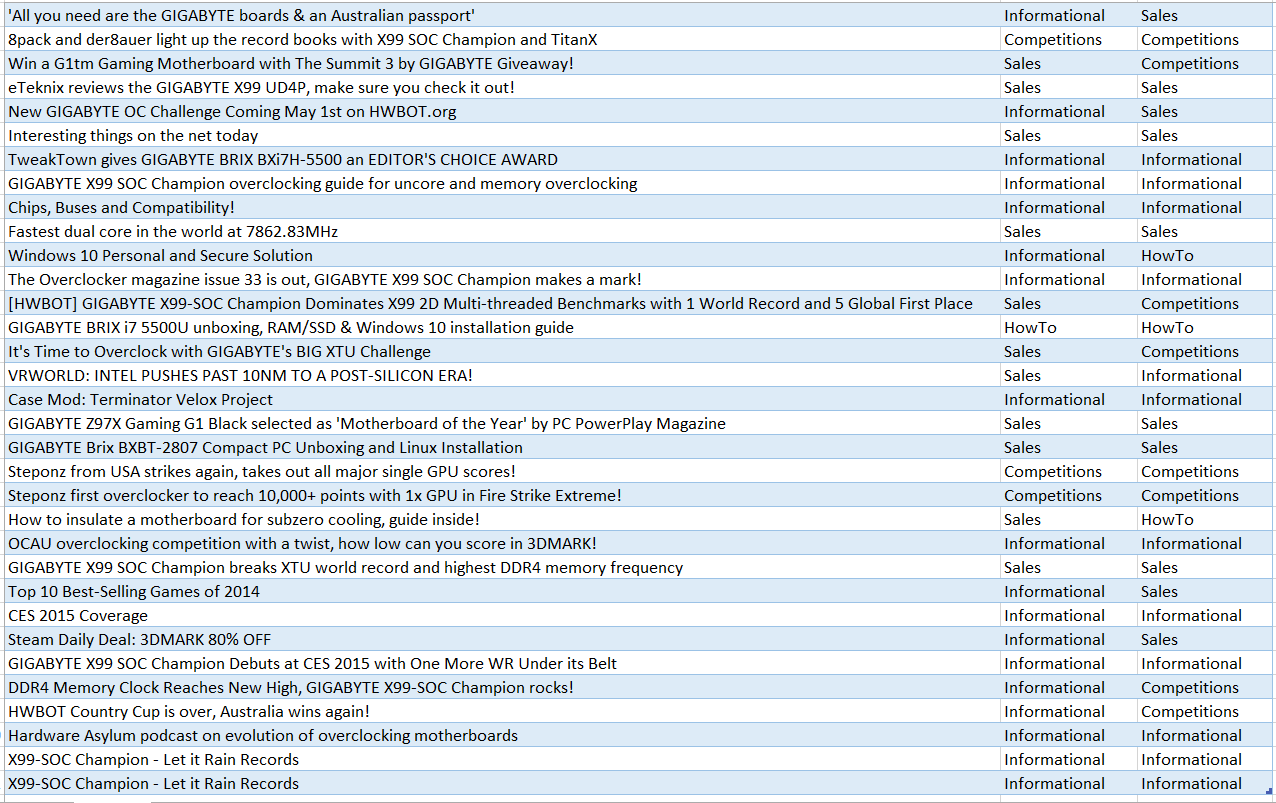 'All you need are the GIGABYTE boards & an Australian passport' Informational Sales
8pack and der8auer light up the record books with X99 SOC Champion and TitanX Competitions Competitions
Win a G1tm Gaming Motherboard with The Summit 3 by GIGABYTE Giveaway! Sales Competitions
eTeknix reviews the GIGABYTE X99 UD4P, make sure you check it out! Sales Sales
New GIGABYTE OC Challenge Coming May 1st on HWBOT.org Informational Sales
Interesting things on the net today Sales Sales
TweakTown gives GIGABYTE BRIX BXi7H-5500 an EDITOR'S CHOICE AWARD Informational Informational
GIGABYTE X99 SOC Champion overclocking guide for uncore and memory overclocking Informational Informational
Chips, Buses and Compatibility! Informational Informational
Fastest dual core in the world at 7862.83MHz Sales Sales
Windows 10 Personal and Secure Solution Informational HowTo
The Overclocker magazine issue 33 is out, GIGABYTE X99 SOC Champion makes a mark! Informational Informational
[HWBOT] GIGABYTE X99-SOC Champion Dominates X99 2D Multi-threaded Benchmarks with 1 World Record and 5 Global First Place Sales Competitions
GIGABYTE BRIX i7 5500U unboxing, RAM/SSD & Windows 10 installation guide HowTo HowTo
It's Time to Overclock with GIGABYTE's BIG XTU Challenge Sales Competitions
VRWORLD: INTEL PUSHES PAST 10NM TO A POST-SILICON ERA! Sales Informational
Case Mod: Terminator Velox Project Informational Informational
GIGABYTE Z97X Gaming G1 Black selected as 'Motherboard of the Year' by PC PowerPlay Magazine Sales Sales
GIGABYTE Brix BXBT-2807 Compact PC Unboxing and Linux Installation Sales Sales
Steponz from USA strikes again, takes out all major single GPU scores! Competitions Competitions
Steponz first overclocker to reach 10,000+ points with 1x GPU in Fire Strike Extreme! Competitions Competitions
How to insulate a motherboard for subzero cooling, guide inside! Sales HowTo
OCAU overclocking competition with a twist, how low can you score in 3DMARK! Informational Informational
GIGABYTE X99 SOC Champion breaks XTU world record and highest DDR4 memory frequency Sales Sales
Top 10 Best-Selling Games of 2014 Informational Sales
CES 2015 Coverage Informational Informational
Steam Daily Deal: 3DMARK 80% OFF Informational Sales
GIGABYTE X99 SOC Champion Debuts at CES 2015 with One More WR Under its Belt Informational Informational
DDR4 Memory Clock Reaches New High, GIGABYTE X99-SOC Champion rocks! Informational Competitions
HWBOT Country Cup is over, Australia wins again! Informational Competitions
Hardware Asylum podcast on evolution of overclocking motherboards Informational Informational
X99-SOC Champion - Let it Rain Records Informational Informational
X99-SOC Champion - Let it Rain Records Informational Informational